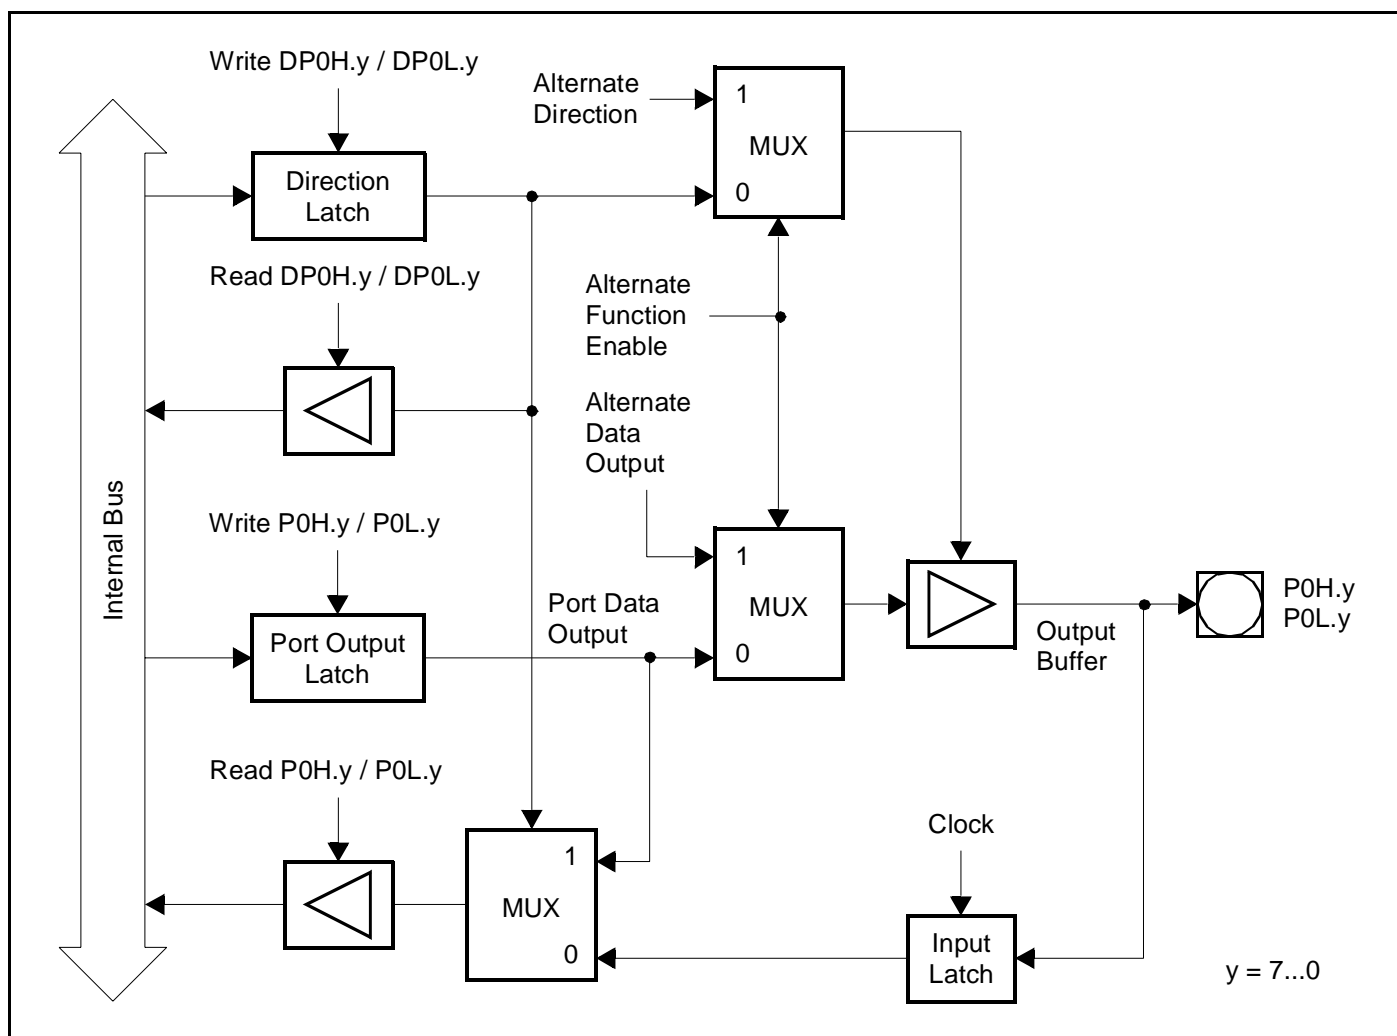 Write DP0H.y / DP0L.y
Alternate
Direction
1
MUX
0
Direction
Latch
Read DP0H.y / DP0L.y
Alternate
Function
Enable
Alternate
Data
Output
Internal Bus
Write P0H.y / P0L.y
1
MUX
0
Port Data
Output
Port Output
Latch
Output
Buffer
P0H.y
P0L.y
Read P0H.y / P0L.y
1
MUX
0
Clock
Input
Latch
y = 7...0